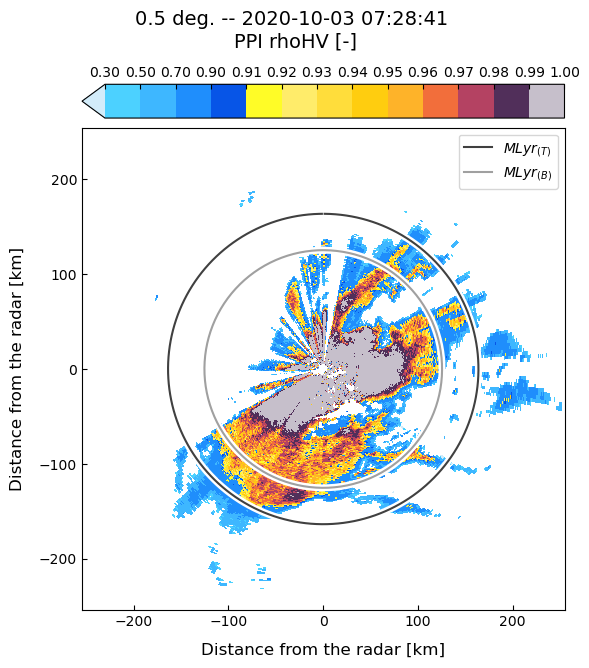 0.5 deg. -- 2020-10-03 07:28:41
PPI rhoHV [-]
0.30 0.50 0.70 0.90 0.91 0.92 0.93 0.94 0.95 0.96 0.97 0.98 0.99 1.00
MLyr(T)
MLyr(B)
200
100
0
−100
−200
Distance from the radar [km]
−200 −100 0 100 200
Distance from the radar [km]